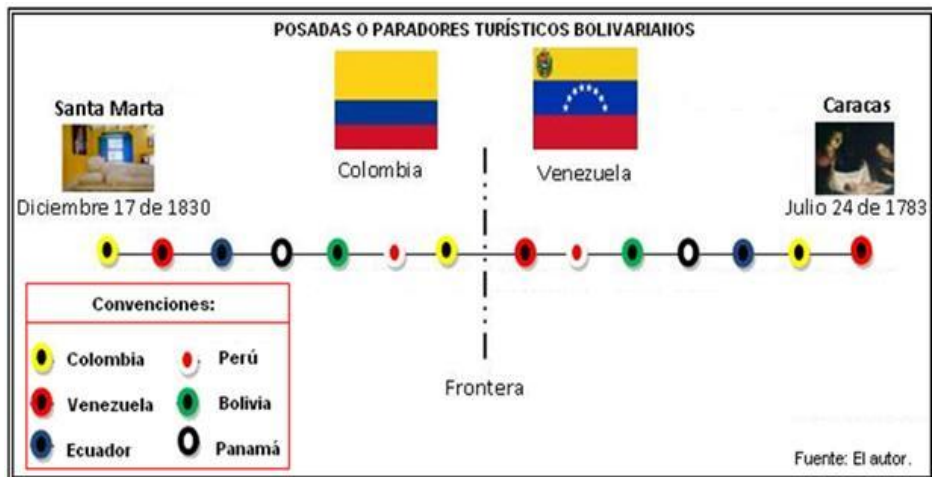 POSADAS O PARADORES TURÍSTICOS BOLIVARIANOS
Santa Marta
Caracas
Colombia
Venezuela
Diciembre 17 de 1830
Julio 24 de 1783
Convenciones:
Colombia
Perú
Venezuela
Bolivia
Ecuador
Panamá
Frontera
Fuente: El autor.